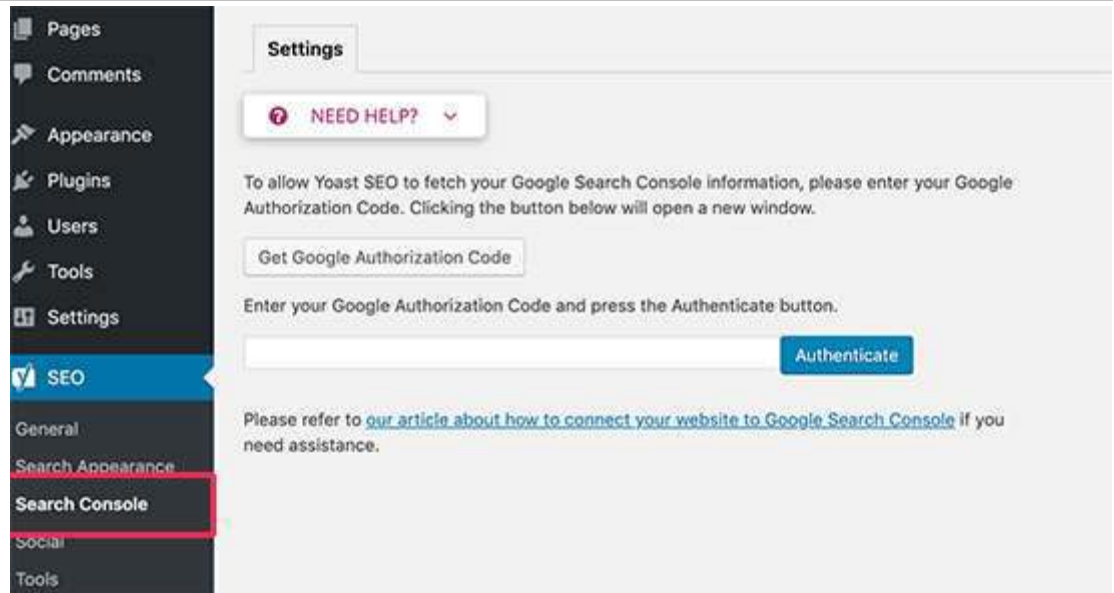 Pages
Comments
Appearance
Plugins
Users
Tools
Settings
SEO
General
Search Appearance
Search Console
Social
Tools
Settings
NEED HELP?
To allow Yoast SEO to fetch your Google Search Console information, please enter your Google
Authorization Code. Clicking the button below will open a new window.
Get Google Authorization Code
Enter your Google Authorization Code and press the Authenticate button.
Authenticate
Please refer to our article about how to connect your website to Google Search Console if you
need assistance.